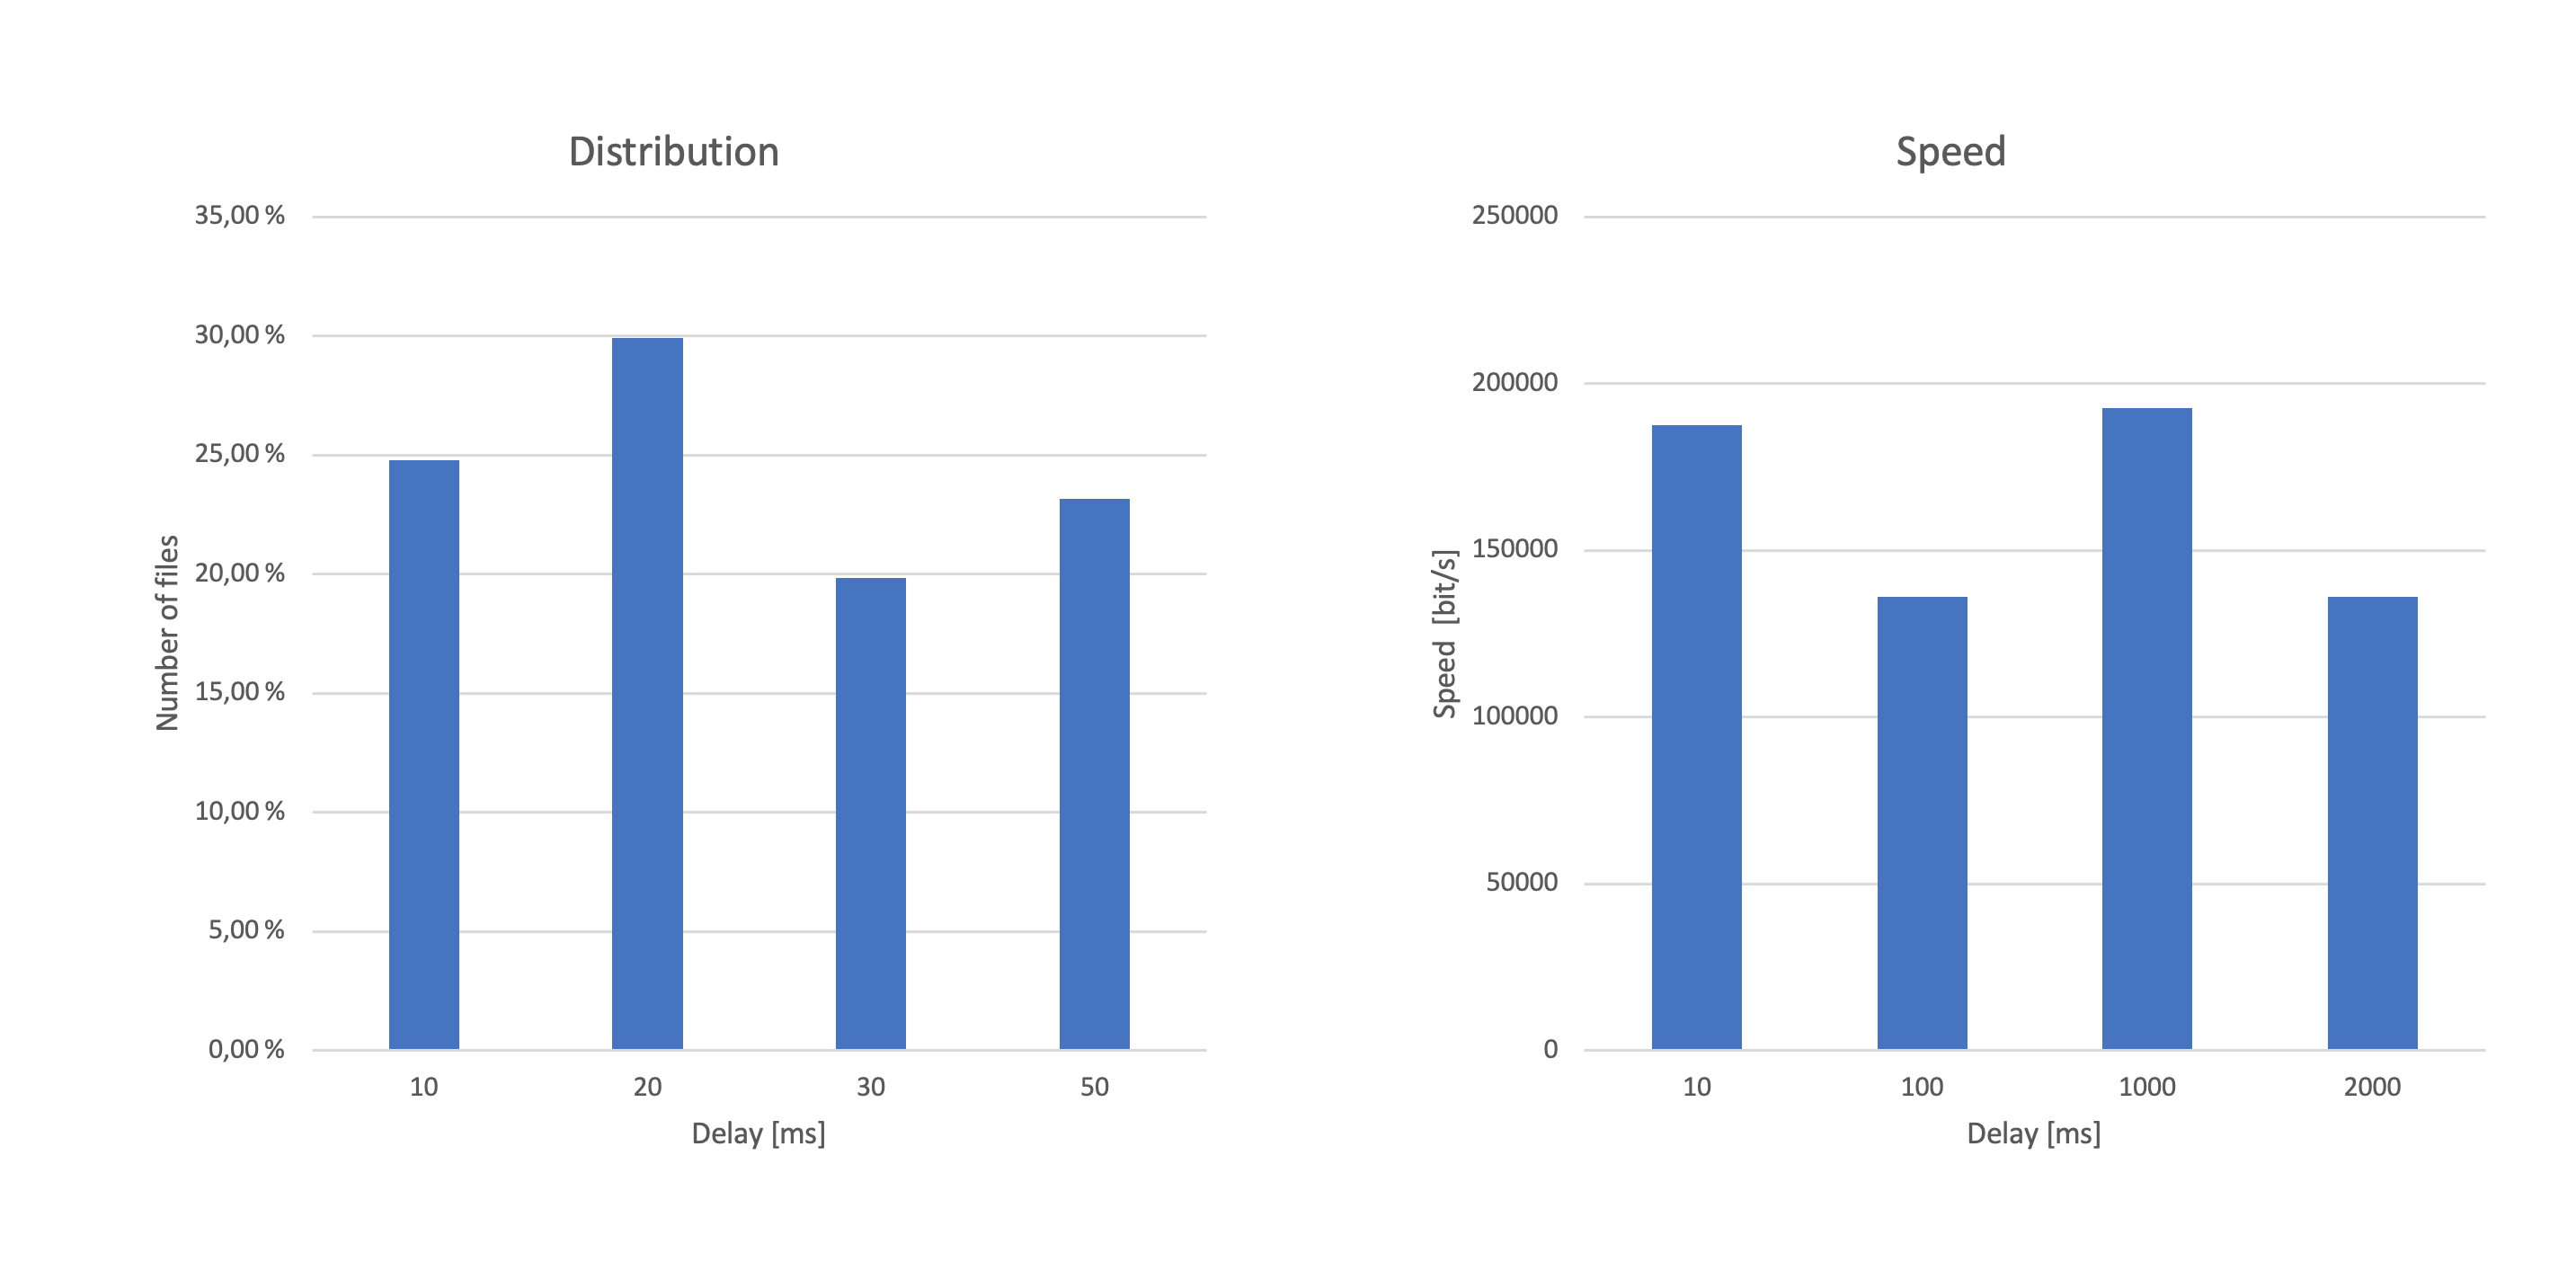 Distribution
35,00 %
30,00 %
25,00 %
20,00 %
15,00 %
10,00 %
5,00 %
0,00 %
Number of files
10 20 30 50
Delay [ms]
Speed
250000
200000
150000
100000
50000
0
Speed [bit/s]
10 100 1000 2000
Delay [ms]